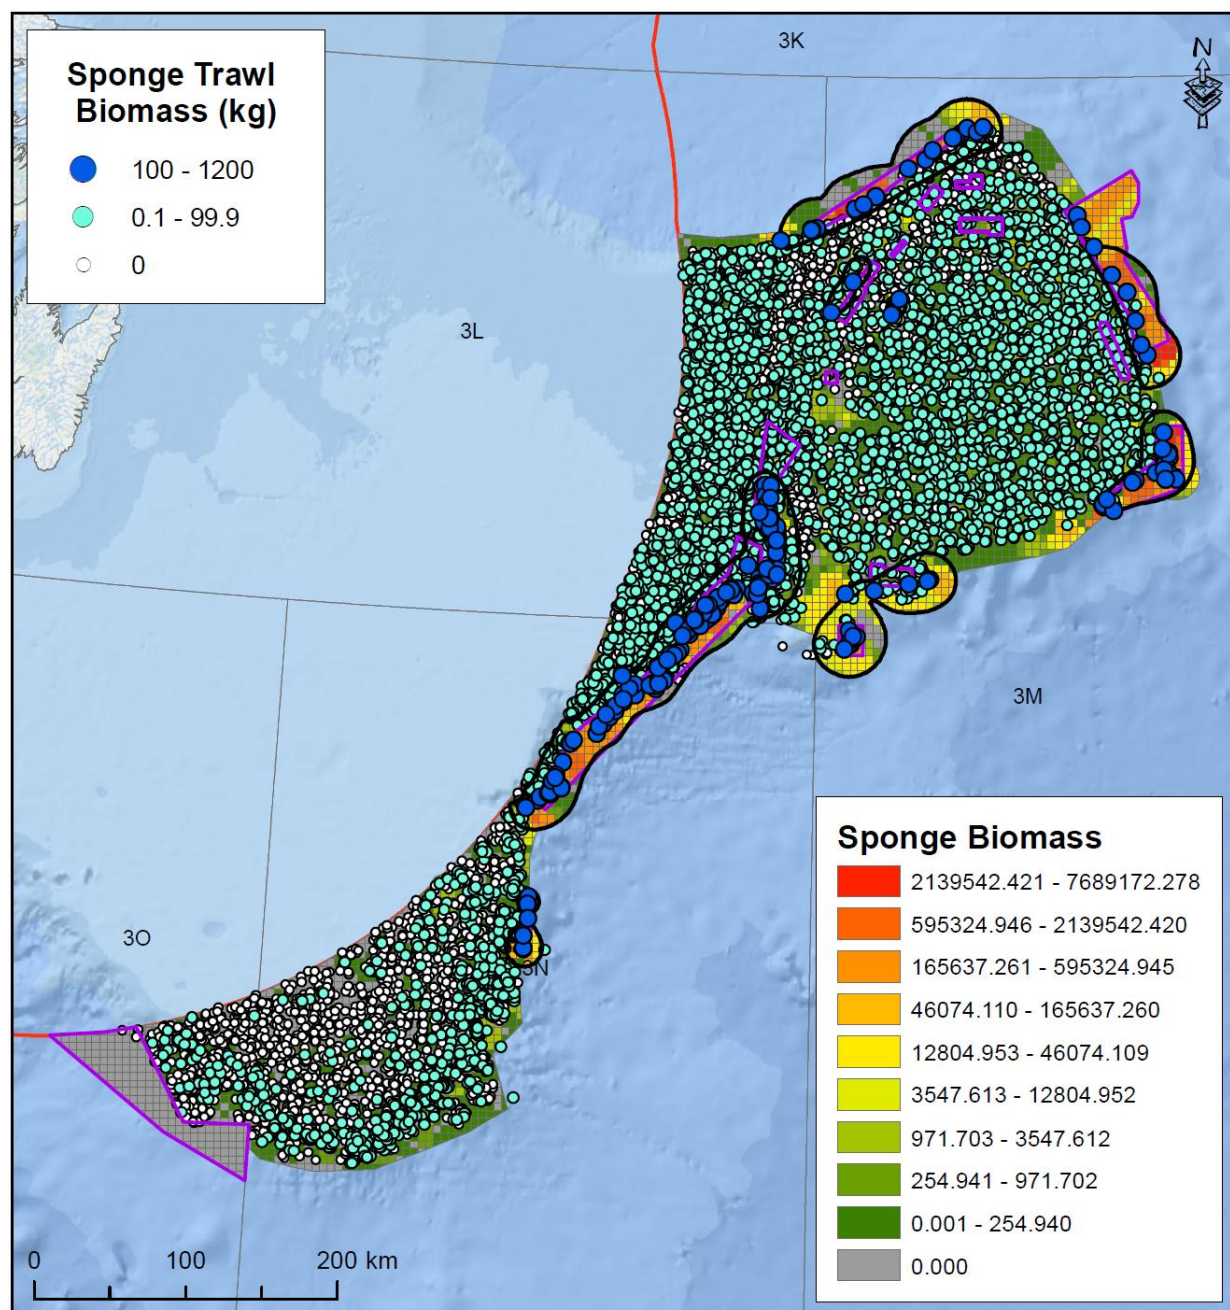 3K
N
Sponge Trawl
Biomass (kg)
100 - 1200
0.1 - 99.9
0
3L
3M
3O
3N
Sponge Biomass
2139542.421 - 7689172.278
595324.946 - 2139542.420
165637.261 - 595324.945
46074.110 - 165637.260
12804.953 - 46074.109
3547.613 - 12804.952
971.703 - 3547.612
254.941 - 971.702
0.001 - 254.940
0.000
0 100 200 km